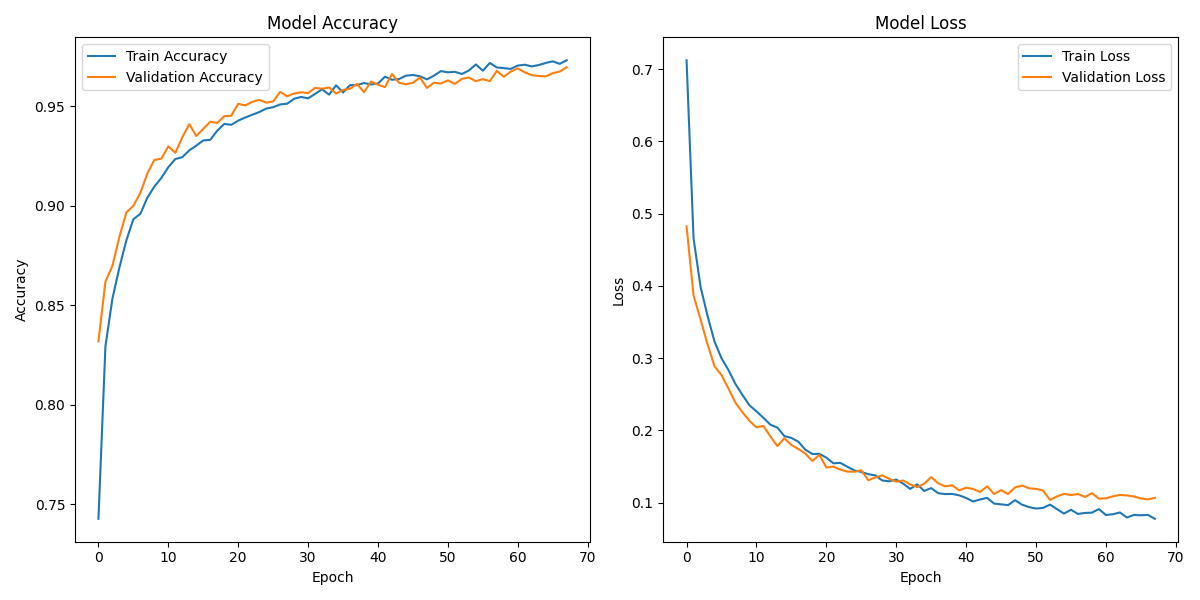 Model Accuracy
Train Accuracy
Validation Accuracy
0.95
0.90
0.85
0.80
0.75
Accuracy
0 10 20 30 40 50 60 70
Epoch
Model Loss
Train Loss
Validation Loss
0.7
0.6
0.5
0.4
0.3
0.2
0.1
Loss
0 10 20 30 40 50 60 70
Epoch